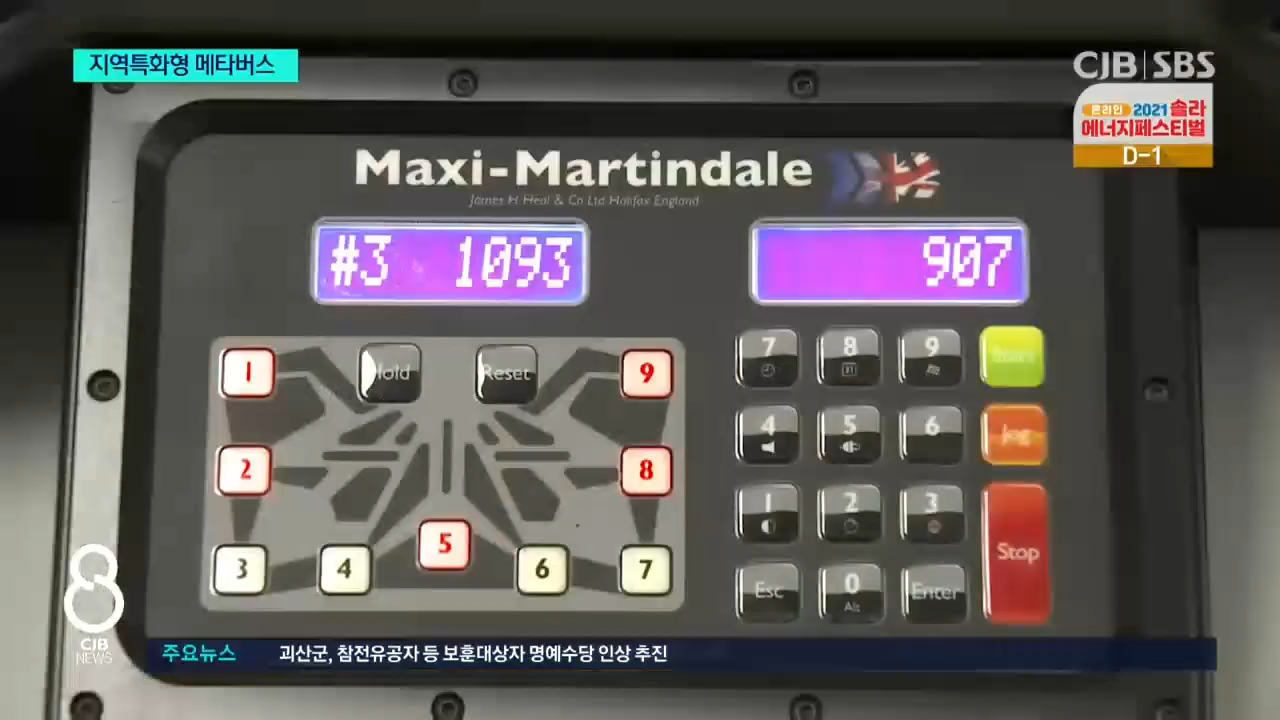 지역특화형 메타버스
CJB SBS
온라인 2021 솔라
에너지페스티벌
D-1
Maxi-Martindale
James H Heal & Co Ltd Halifax England
#3 1093
907
1
Hold
Reset
9
2
8
3
4
5
6
7
7
8
9
Start
4
5
6
Jog
1
2
3
Stop
Esc
0
Alt
Enter
8
CJB
NEWS
주요뉴스 괴산군, 참전유공자 등 보훈대상자 명예수당 인상 추진